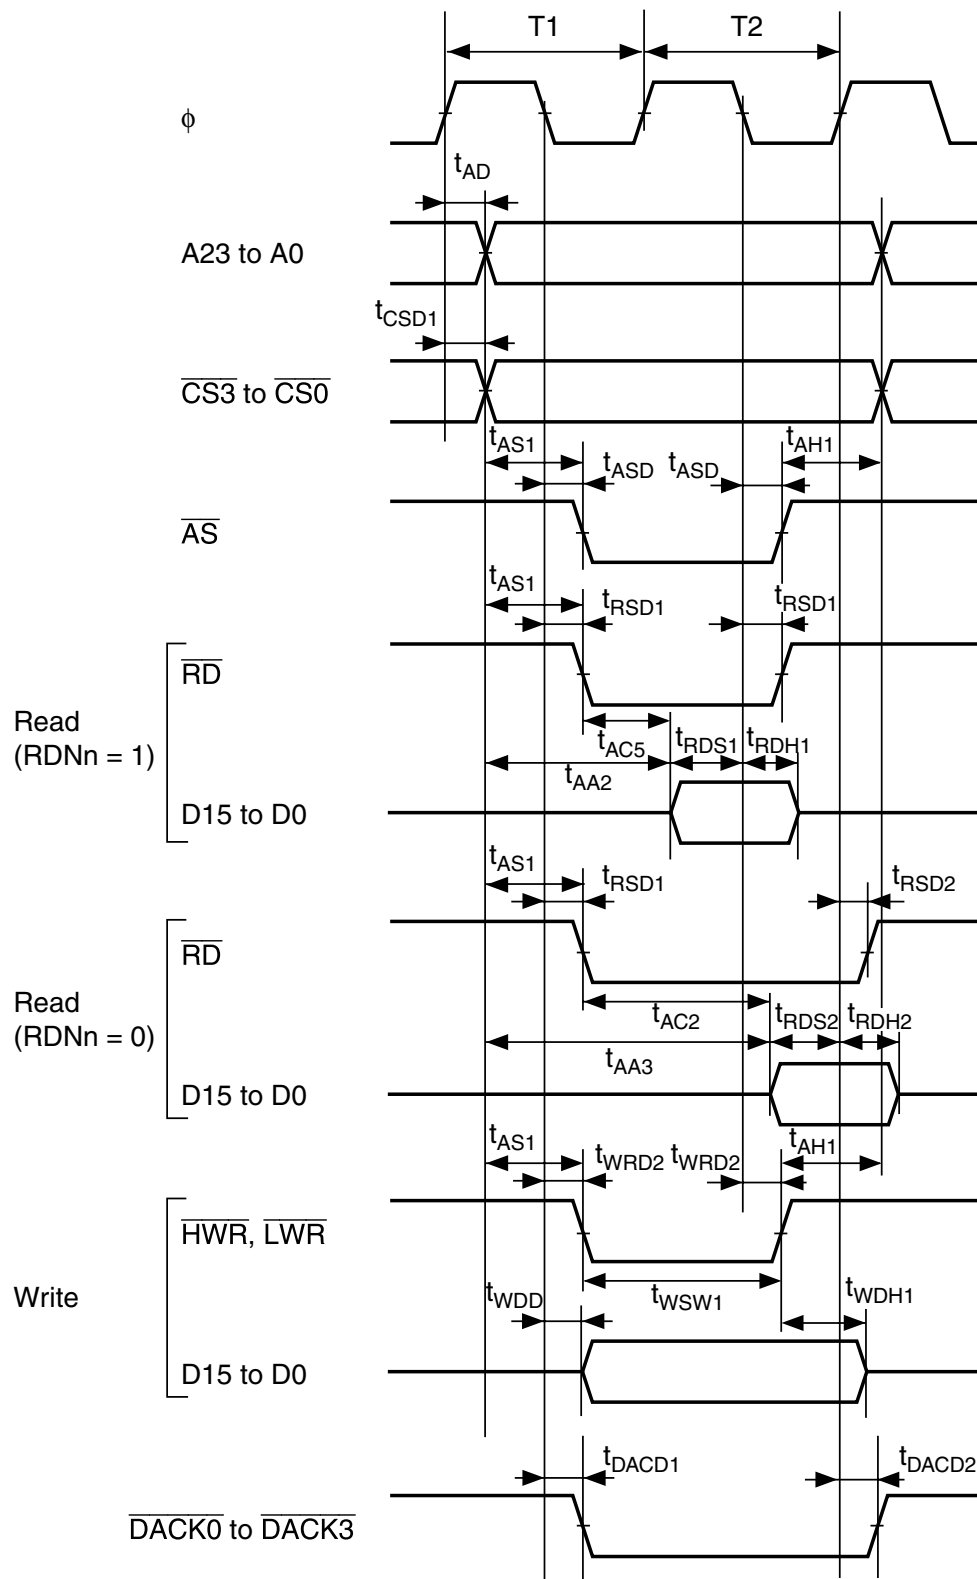 T1 T2
ϕ
tAD
A23 to A0
tCSD1
CS3 to CS0
tAS1 tASD tASD tAH1
AS
tAS1 tRSD1 tRSD1
RD
Read
(RDNn = 1)
tAC5 tRDS1 tRDH1
tAA2
D15 to D0
tAS1 tRSD1 tRSD2
RD
Read
(RDNn = 0)
tAC2 tRDS2 tRDH2
tAA3
D15 to D0
tAS1 tWRD2 tWRD2 tAH1
HWR, LWR
Write
tWDD tWSW1 tWDH1
D15 to D0
tDACD1 tDACD2
DACK0 to DACK3